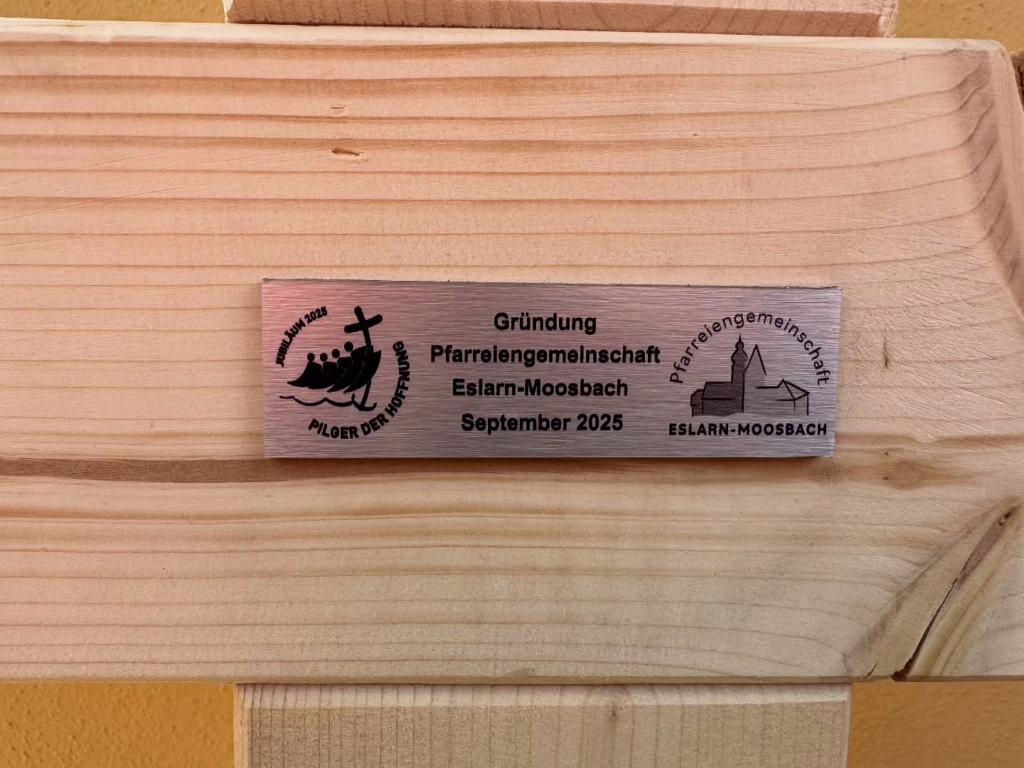 JUBILÄUM 2025
PILGER DER HOFFNUNG
Gründung
Pfarreiengemeinschaft
Eslarn-Moosbach
September 2025
Pfarreiengemeinschaft
ESLARN-MOOSBACH